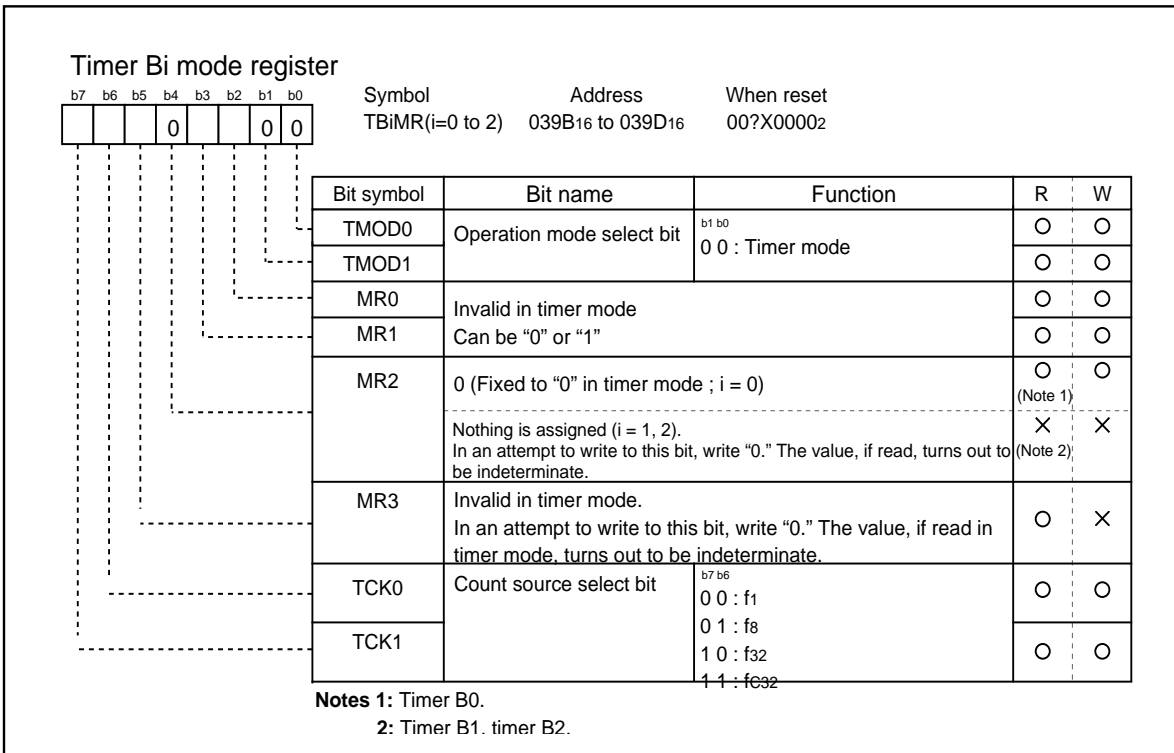 Timer Bi mode register
b7 b6 b5 b4 b3 b2 b1 b0
0 0 0
Symbol Address When reset
TBiMR(i=0 to 2) 039B16 to 039D16 00?X00002
Bit symbol Bit name Function R W
TMOD0 Operation mode select bit b1 b0
0 0 : Timer mode
TMOD1
MR0 Invalid in timer mode
MR1 Can be “0” or “1”
MR2 0 (Fixed to “0” in timer mode ; i = 0)
(Note 1)
Nothing is assigned (i = 1, 2).
In an attempt to write to this bit, write “0.” The value, if read, turns out to (Note 2)
be indeterminate.
MR3 Invalid in timer mode.
In an attempt to write to this bit, write “0.” The value, if read in
timer mode, turns out to be indeterminate.
TCK0 Count source select bit b7 b6
0 0 : f1
0 1 : f8
TCK1
1 0 : f32
1 1 : fC32
Notes 1: Timer B0.
2: Timer B1, timer B2.